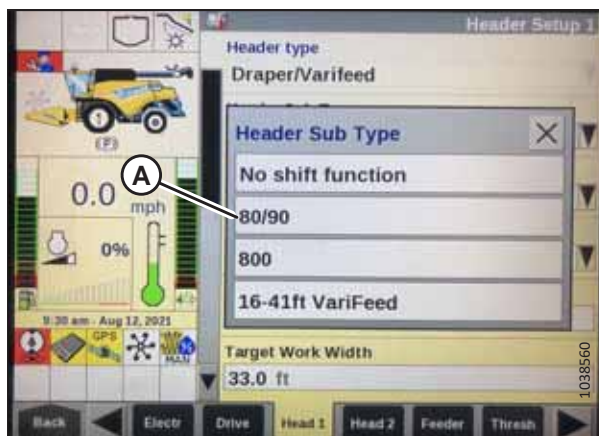 Header Setup 1
Header type
Draper/Varifeed
Header Sub Type
No shift function
80/90
800
16-41ft VariFeed
Target Work Width
33.0 ft
A
(P)
0.0 mph
0%
9:30 am - Aug 12, 2021
GPS
MAN
Back
Electr
Drive
Head 1
Head 2
Feeder
Thresh
1038560